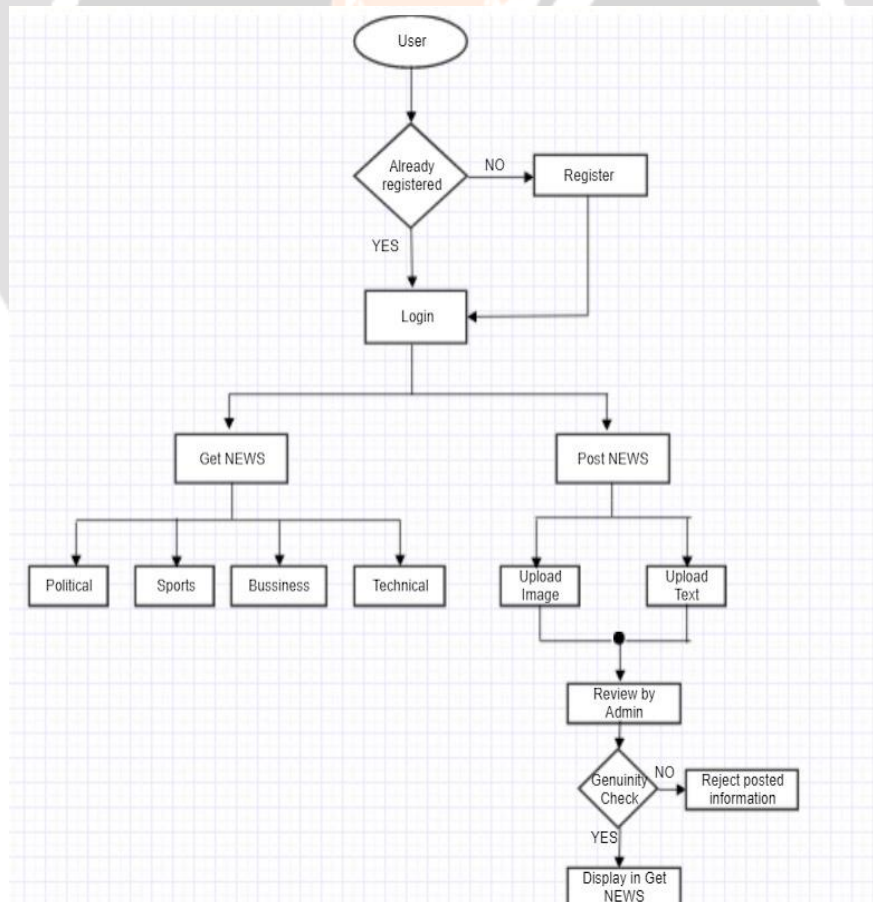 User
Already
registered
NO
Register
YES
Login
Get NEWS
Post NEWS
Political
Sports
Bussiness
Technical
Upload
Image
Upload
Text
Review by
Admin
Genuinity
Check
NO
Reject posted
information
YES
Display in Get
NEWS